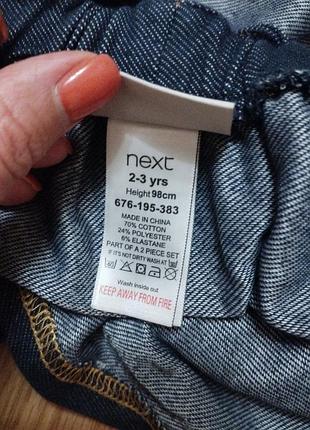 next
2-3 yrs
Height 98cm
676-195-383
MADE IN CHINA
70% COTTON
24% POLYESTER
6% ELASTANE
PART OF A 2 PIECE SET
IF IT'S NOT DIRTY WASH AT
40
Wash inside out
KEEP AWAY FROM FIRE